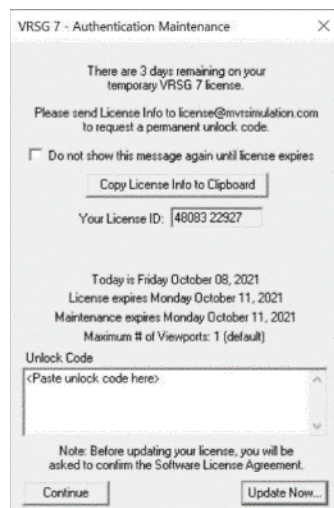 VRSG 7 - Authentication Maintenance
There are 3 days remaining on your
temporary VRSG 7 license.
Please send License Info to license@mvrsimulation.com
to request a permanent unlock code.
Do not show this message again until license expires
Copy License Info to Clipboard
Your License ID: 48083 22927
Today is Friday October 08, 2021
License expires Monday October 11, 2021
Maintenance expires Monday October 11, 2021
Maximum # of Viewports: 1 (default)
Unlock Code
<Paste unlock code here>
Note: Before updating your license, you will be
asked to confirm the Software License Agreement.
Continue Update Now...